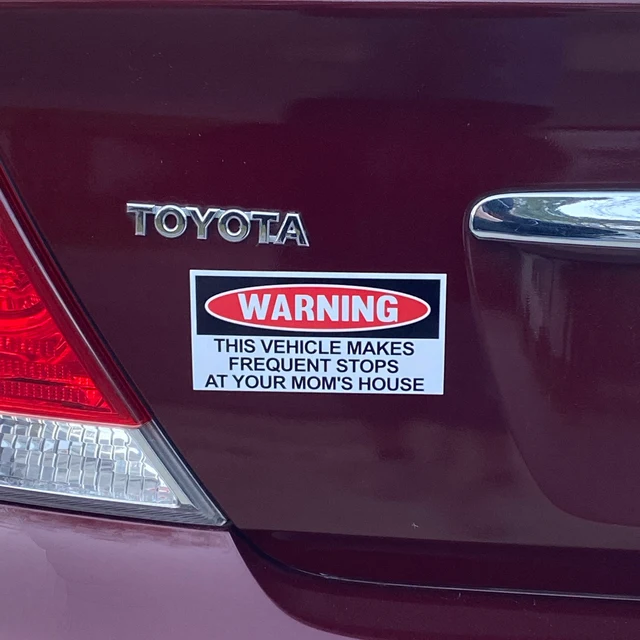 TOYOTA
WARNING
THIS VEHICLE MAKES
FREQUENT STOPS
AT YOUR MOM'S HOUSE